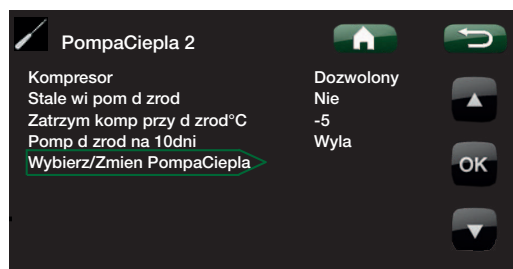 PompaCiepla 2
Kompresor Dozwolony
Stale wi pom d zrod Nie
Zatrzym komp przy d zrod°C -5
Pomp d zrod na 10dni Wyla
Wybierz/Zmien PompaCiepla
OK